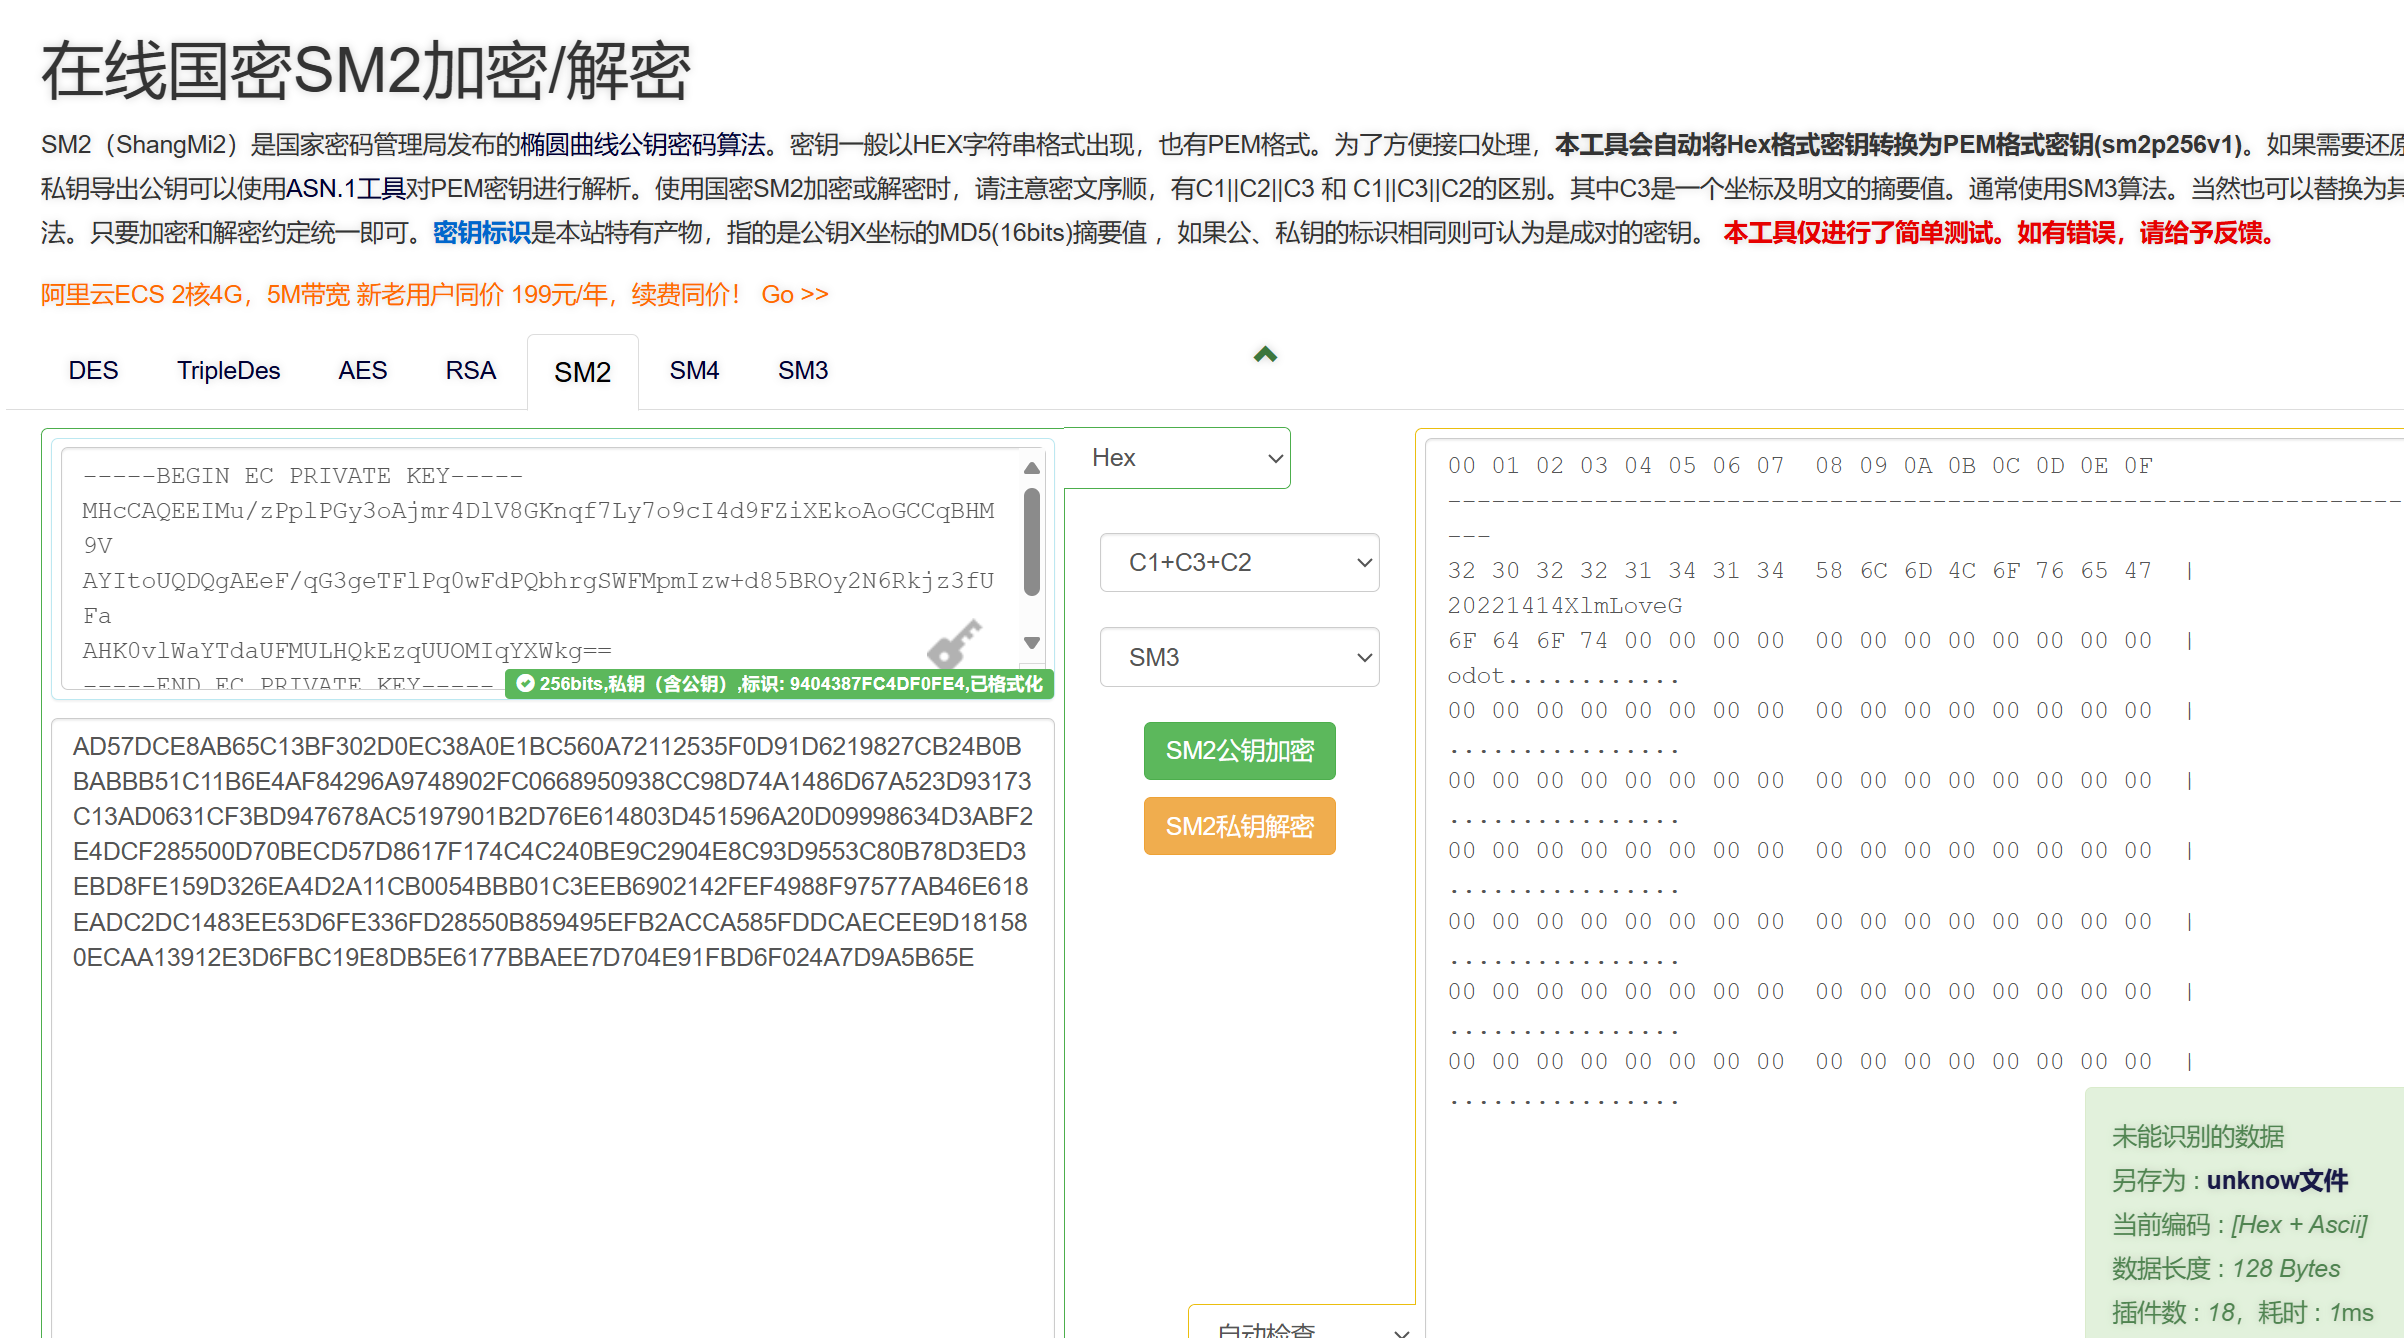 在线国密SM2加密/解密
SM2（ShangMi2）是国家密码管理局发布的椭圆曲线公钥密码算法。密钥一般以HEX字符串格式出现，也有PEM格式。为了方便接口处理，本工具会自动将Hex格式密钥转换为PEM格式密钥(sm2p256v1)。如果需要还原
私钥导出公钥可以使用ASN.1工具对PEM密钥进行解析。使用国密SM2加密或解密时，请注意密文序顺，有C1||C2||C3 和 C1||C3||C2的区别。其中C3是一个坐标及明文的摘要值。通常使用SM3算法。当然也可以替换为其
法。只要加密和解密约定统一即可。密钥标识是本站特有产物，指的是公钥X坐标的MD5(16bits)摘要值 ，如果公、私钥的标识相同则可认为是成对的密钥。 本工具仅进行了简单测试。如有错误，请给予反馈。
阿里云ECS 2核4G，5M带宽 新老用户同价 199元/年，续费同价！ Go >>
DES TripleDes AES RSA SM2 SM4 SM3
-----BEGIN EC PRIVATE KEY-----
MHcCAQEEIMu/zPplPGy3oAjmr4DlV8GKnqf7Ly7o9cI4d9FZiXEkoAoGCCqBHM
9V
AYItoUQDQgAEeF/qG3geTFlPq0wFdPQbhrgSWFMpmIzw+d85BROy2N6Rkjz3fU
Fa
AHK0vlWaYTdaUFMULHQkEzqUUOMIqYXWkg==
-----END EC PRIVATE KEY-----
256bits,私钥（含公钥）,标识: 9404387FC4DF0FE4,已格式化
AD57DCE8AB65C13BF302D0EC38A0E1BC560A72112535F0D91D6219827CB24B0B
BABBB51C11B6E4AF84296A9748902FC0668950938CC98D74A1486D67A523D93173
C13AD0631CF3BD947678AC5197901B2D76E614803D451596A20D09998634D3ABF2
E4DCF285500D70BECD57D8617F174C4C240BE9C2904E8C93D9553C80B78D3ED3
EBD8FE159D326EA4D2A11CB0054BBB01C3EEB6902142FEF4988F97577AB46E618
EADC2DC1483EE53D6FE336FD28550B859495EFB2ACCA585FDDCAECEE9D18158
0ECAA13912E3D6FBC19E8DB5E6177BBAEE7D704E91FBD6F024A7D9A5B65E
Hex
C1+C3+C2
SM3
SM2公钥加密
SM2私钥解密
自动检查
00 01 02 03 04 05 06 07 08 09 0A 0B 0C 0D 0E 0F
-----------------------------------------------------------------
---
32 30 32 32 31 34 31 34 58 6C 6D 4C 6F 76 65 47 |
20221414XlmLoveG
6F 64 6F 74 00 00 00 00 00 00 00 00 00 00 00 00 |
odot............
00 00 00 00 00 00 00 00 00 00 00 00 00 00 00 00 |
................
00 00 00 00 00 00 00 00 00 00 00 00 00 00 00 00 |
................
00 00 00 00 00 00 00 00 00 00 00 00 00 00 00 00 |
................
00 00 00 00 00 00 00 00 00 00 00 00 00 00 00 00 |
................
00 00 00 00 00 00 00 00 00 00 00 00 00 00 00 00 |
................
00 00 00 00 00 00 00 00 00 00 00 00 00 00 00 00 |
................
未能识别的数据
另存为 : unknow文件
当前编码 : [Hex + Ascii]
数据长度 : 128 Bytes
插件数 : 18，耗时 : 1ms